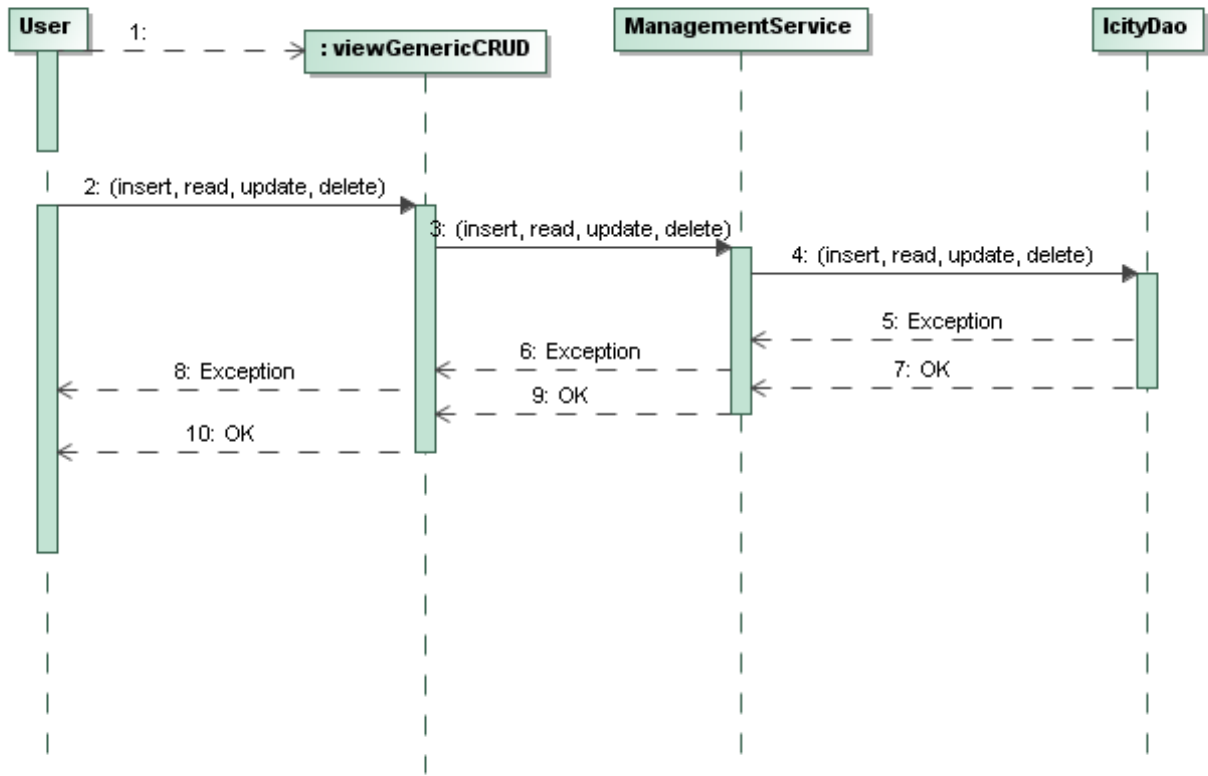 User
1:
: viewGenericCRUD
ManagementService
IcityDao
2: (insert, read, update, delete)
3: (insert, read, update, delete)
4: (insert, read, update, delete)
5: Exception
6: Exception
7: OK
8: Exception
9: OK
10: OK